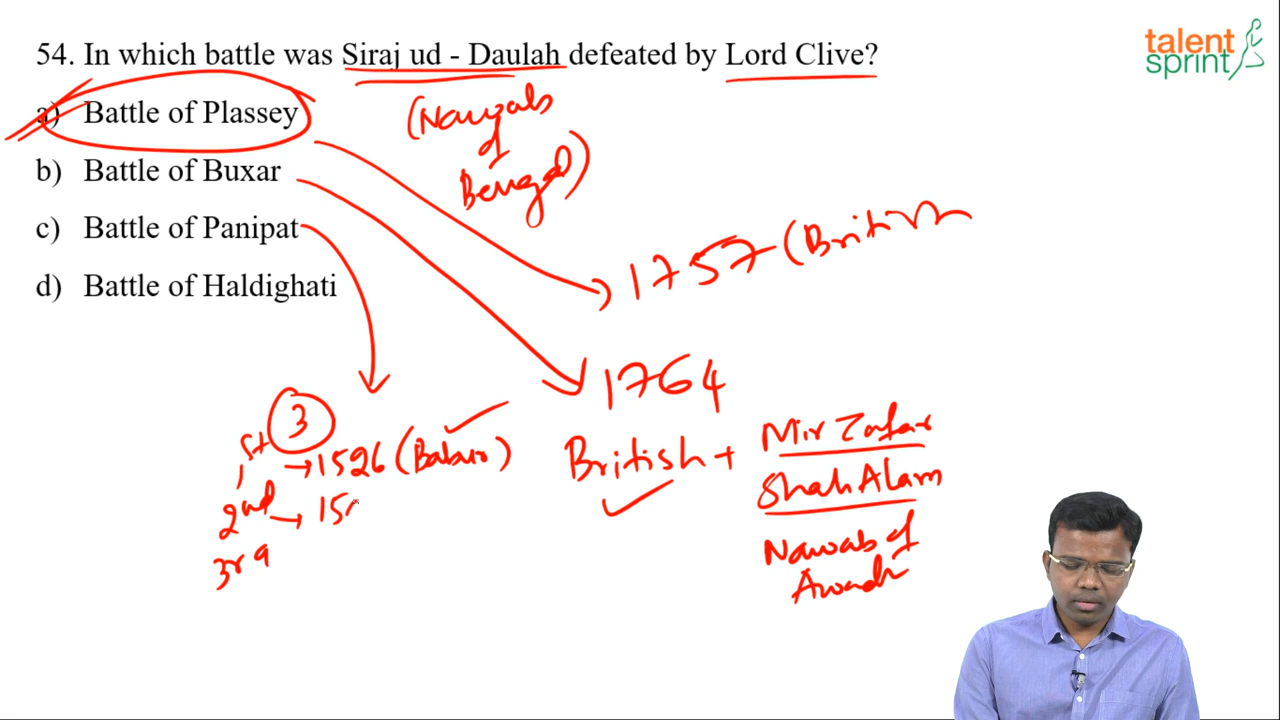 talent
sprint
54. In which battle was Siraj ud - Daulah defeated by Lord Clive?
a) Battle of Plassey
b) Battle of Buxar
c) Battle of Panipat
d) Battle of Haldighati
(Nawabs
of
Bengal)
1757 (British
1764
British + Mir Zafar
Shah Alam
Nawab of
Awadh
3
1st → 1526 (Babur)
2nd → 15
3rd